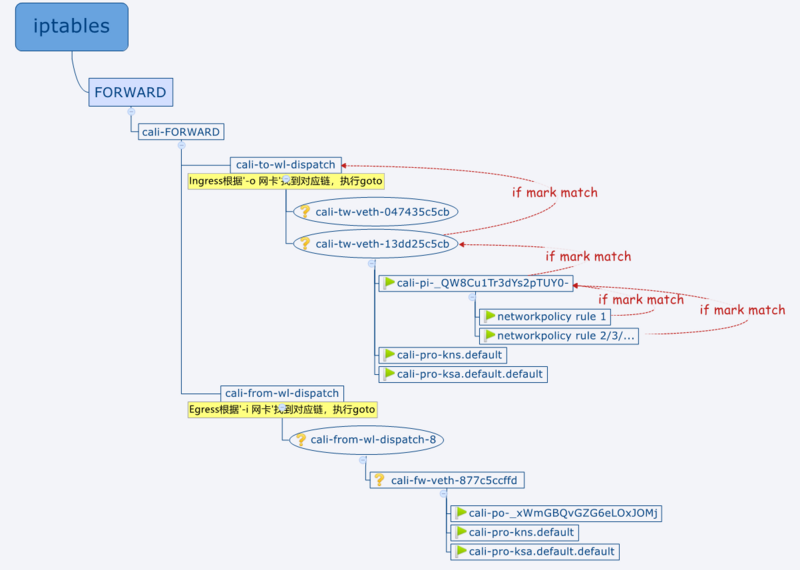 iptables
FORWARD
cali-FORWARD
cali-to-wl-dispatch
Ingress根据'-o 网卡'找到对应链，执行goto
if mark match
cali-tw-veth-047435c5cb
cali-tw-veth-13dd25c5cb
if mark match
cali-pi-_QW8Cu1Tr3dYs2pTUY0-
if mark match
if mark match
networkpolicy rule 1
networkpolicy rule 2/3/...
cali-pro-kns.default
cali-pro-ksa.default.default
cali-from-wl-dispatch
Egress根据'-i 网卡'找到对应链，执行goto
cali-from-wl-dispatch-8
cali-fw-veth-877c5ccffd
cali-po-_xWmGBQvGZG6eLOxJOMj
cali-pro-kns.default
cali-pro-ksa.default.default